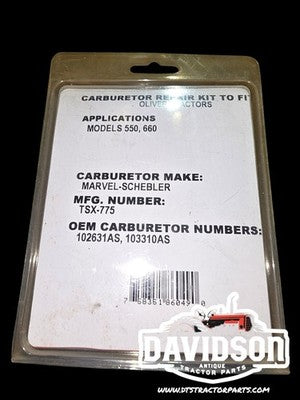 CARBURETOR REPAIR KIT TO FI
OLIVER TRACTORS
APPLICATIONS
MODELS 550, 660
CARBURETOR MAKE:
MARVEL-SCHEBLER
MFG. NUMBER:
TSX-775
OEM CARBURETOR NUMBERS:
102631AS, 103310AS
DAVIDSON
ANTIQUE
TRACTOR PARTS
WWW.DTSTRACTORPARTS.COM